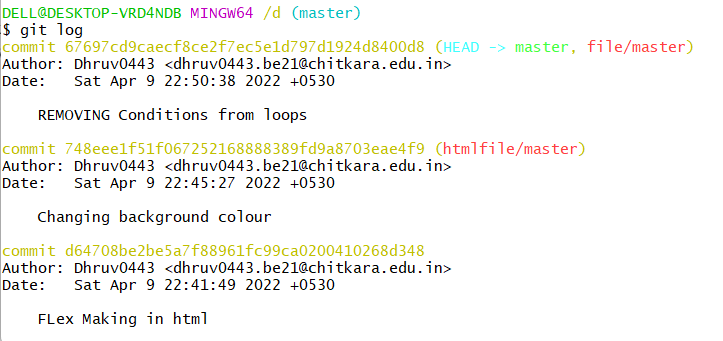 DELL@DESKTOP-VRD4NDB MINGW64 /d (master)
$ git log
commit 67697cd9caecf8ce2f7ec5e1d797d1924d8400d8 (HEAD -> master, file/master)
Author: Dhruv0443 <dhruv0443.be21@chitkara.edu.in>
Date:   Sat Apr 9 22:50:38 2022 +0530
    REMOVING Conditions from loops
commit 748eee1f51f067252168888389fd9a8703eae4f9 (htmlfile/master)
Author: Dhruv0443 <dhruv0443.be21@chitkara.edu.in>
Date:   Sat Apr 9 22:45:27 2022 +0530
    Changing background colour
commit d64708be2be5a7f88961fc99ca0200410268d348
Author: Dhruv0443 <dhruv0443.be21@chitkara.edu.in>
Date:   Sat Apr 9 22:41:49 2022 +0530
    FLex Making in html